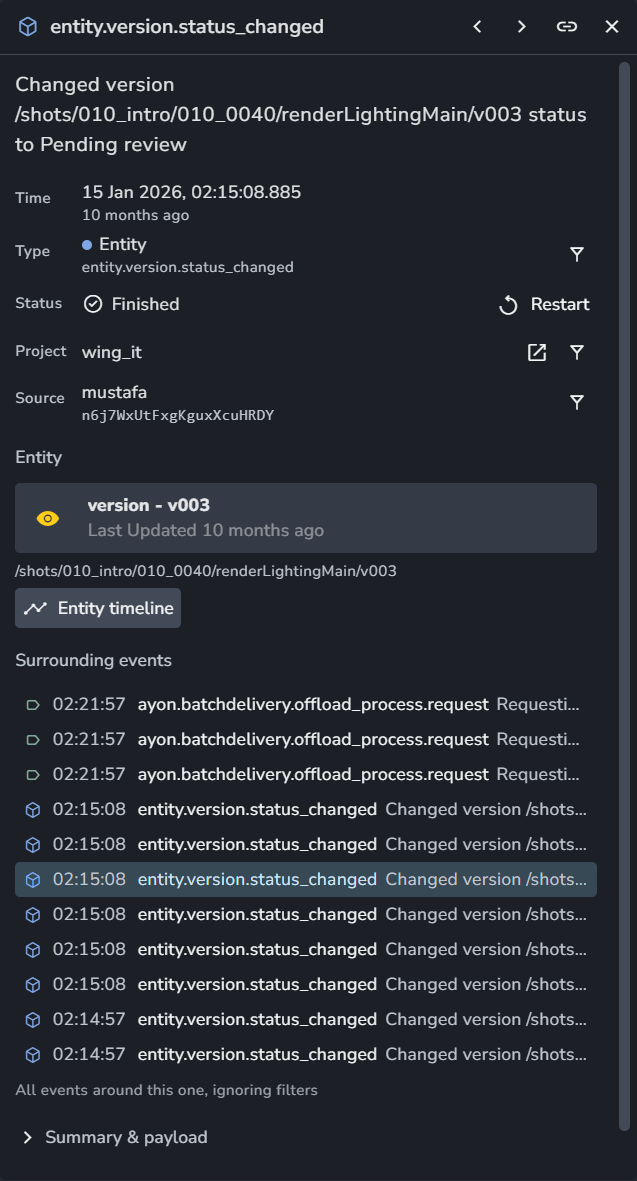 entity.version.status_changed
Changed version
/shots/010_intro/010_0040/renderLightingMain/v003 status
to Pending review
Time 15 Jan 2026, 02:15:08.885
10 months ago
Type Entity
entity.version.status_changed
Status Finished Restart
Project wing_it
Source mustafa
n6j7WxUtFxgKguxXcuHRDY
Entity
version - v003
Last Updated 10 months ago
/shots/010_intro/010_0040/renderLightingMain/v003
Entity timeline
Surrounding events
02:21:57 ayon.batchdelivery.offload_process.request Requesti...
02:21:57 ayon.batchdelivery.offload_process.request Requesti...
02:21:57 ayon.batchdelivery.offload_process.request Requesti...
02:15:08 entity.version.status_changed Changed version /shots...
02:15:08 entity.version.status_changed Changed version /shots...
02:15:08 entity.version.status_changed Changed version /shots...
02:15:08 entity.version.status_changed Changed version /shots...
02:15:08 entity.version.status_changed Changed version /shots...
02:15:08 entity.version.status_changed Changed version /shots...
02:14:57 entity.version.status_changed Changed version /shots...
02:14:57 entity.version.status_changed Changed version /shots...
All events around this one, ignoring filters
Summary & payload